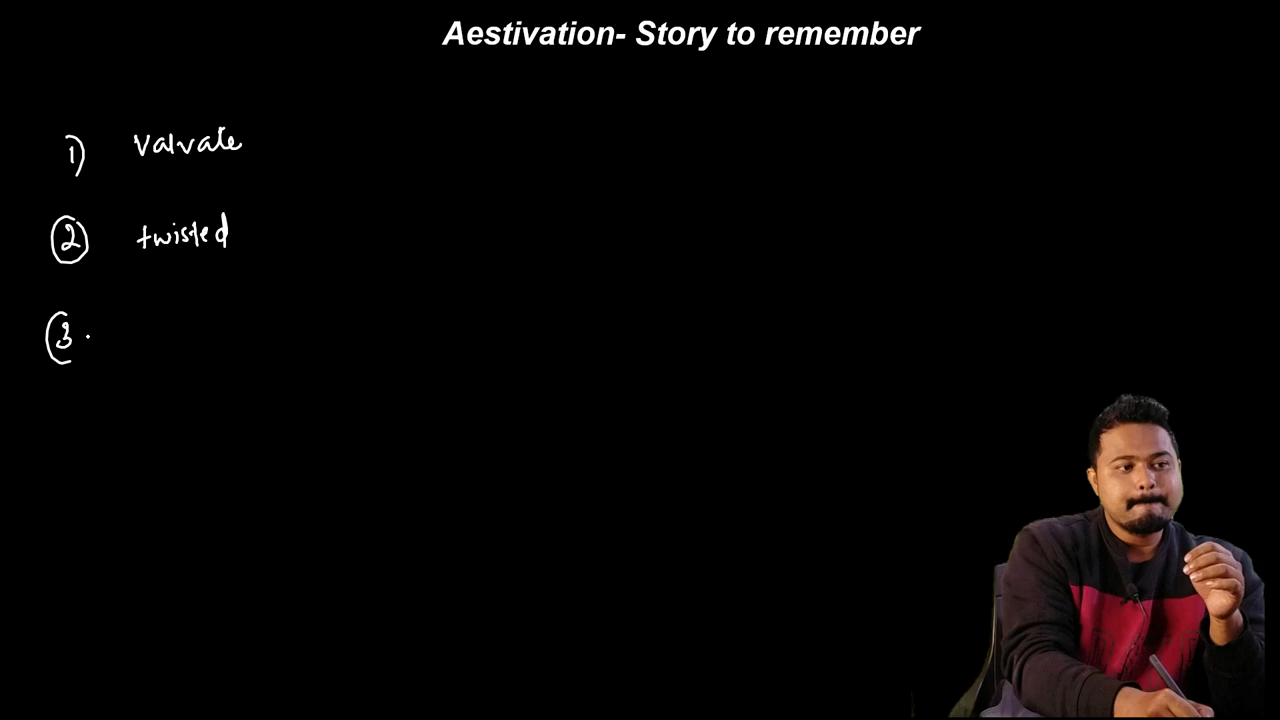 Aestivation- Story to remember
1) Valvate
2 twisted
(3 .